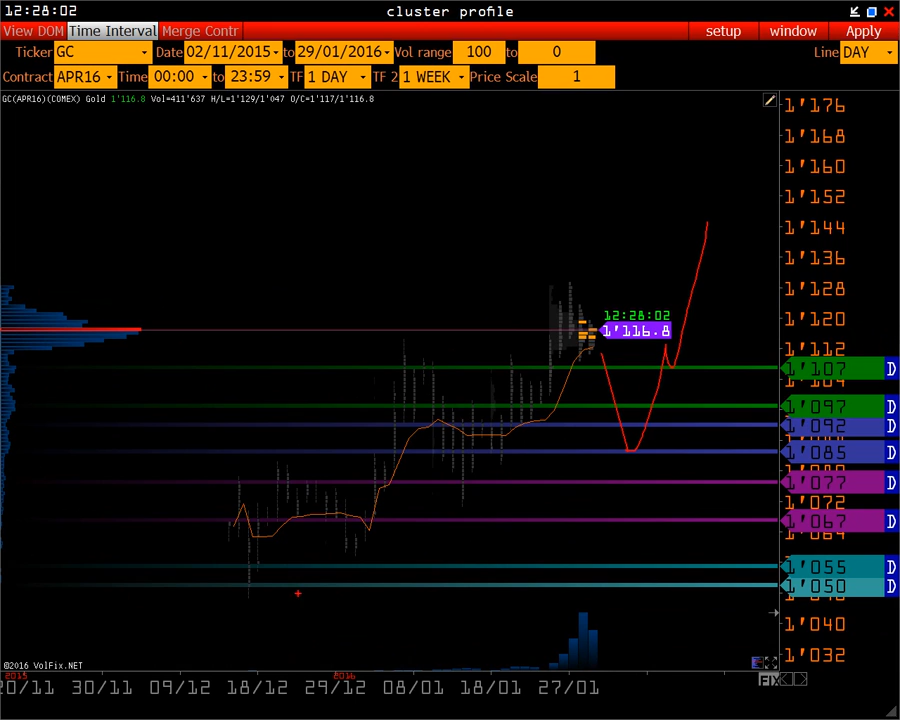 12:28:02 cluster profile
View DOM Time Interval Merge Contr setup window Apply
Ticker GC Date 02/11/2015 to 29/01/2016 Vol range 100 to 0 Line DAY
Contract APR16 Time 00:00 to 23:59 TF 1 DAY TF 2 1 WEEK Price Scale 1
GC(APR16)(COMEX) Gold 1'116.8 Vol=411'637 H/L=1'129/1'047 O/C=1'117/1'116.8
1'176
1'168
1'160
1'152
1'144
1'136
1'128
12:28:02
1'120
1'116.8
1'112
1'107 D
1'104
1'097 D
1'092 D
1'085 D
1'077 D
1'072
1'067 D
1'064
1'055 D
1'050 D
1'040
1'032
©2016 VolFix.NET
2015 2016
FIX
20/11 30/11 09/12 18/12 29/12 08/01 18/01 27/01